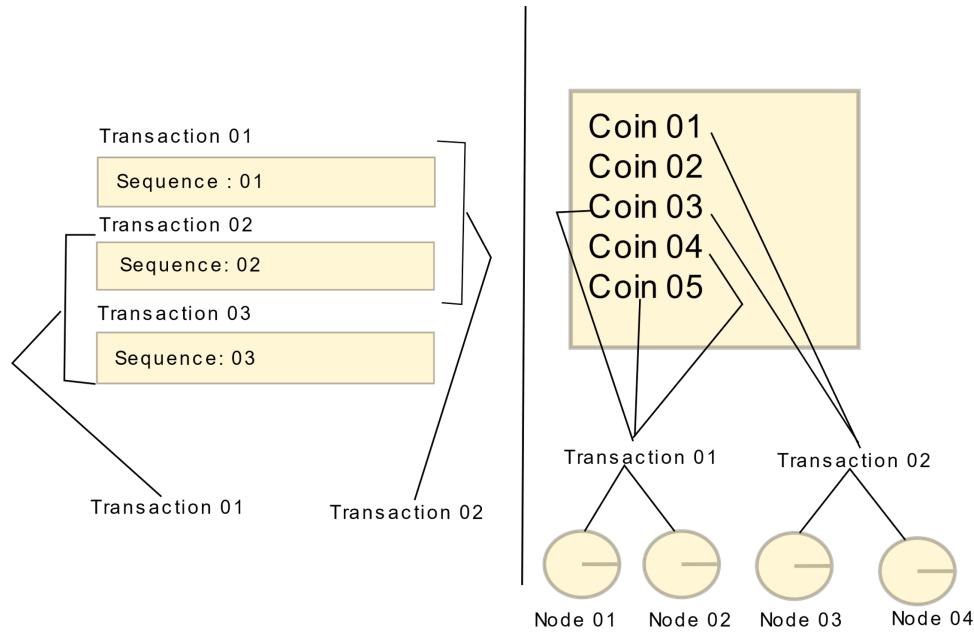 Transaction 01
Sequence : 01
Transaction 02
Sequence: 02
Transaction 03
Sequence: 03
Transaction 01
Transaction 02
Coin 01
Coin 02
Coin 03
Coin 04
Coin 05
Transaction 01
Transaction 02
Node 01
Node 02
Node 03
Node 04